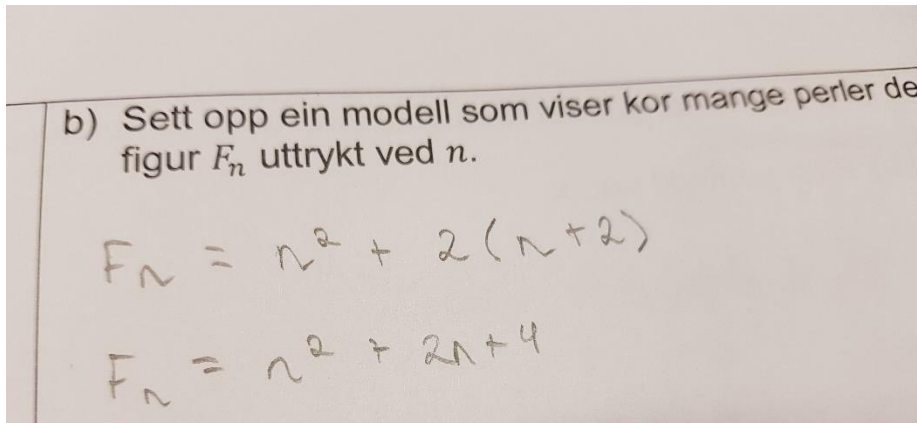 b) Sett opp ein modell som viser kor mange perler de
figur Fₙ uttrykt ved n.
Fₙ = n² + 2(n+2)
Fₙ = n² + 2n+4